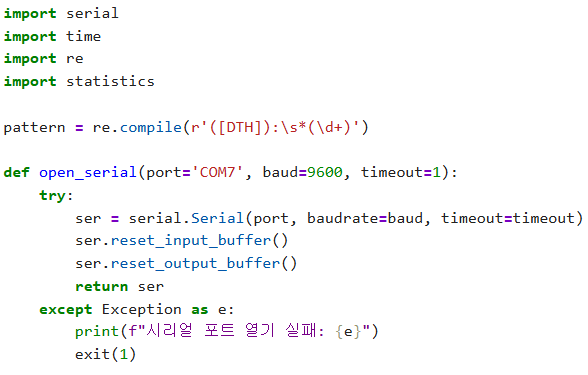 import serial
import time
import re
import statistics
pattern = re.compile(r'([DTH]):\s*(\d+)')
def open_serial(port='COM7', baud=9600, timeout=1):
    try:
        ser = serial.Serial(port, baudrate=baud, timeout=timeout)
        ser.reset_input_buffer()
        ser.reset_output_buffer()
        return ser
    except Exception as e:
        print(f"시리얼 포트 열기 실패: {e}")
        exit(1)